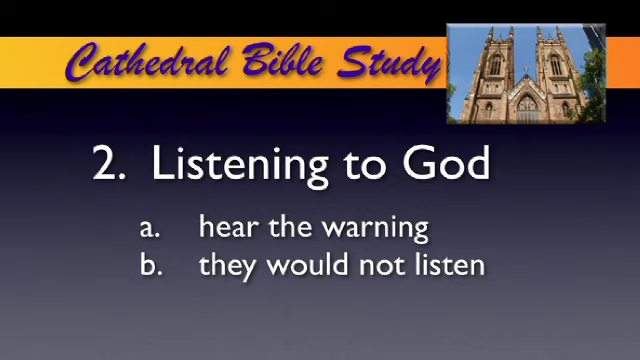 Cathedral Bible Study
2. Listening to God
a. hear the warning
b. they would not listen